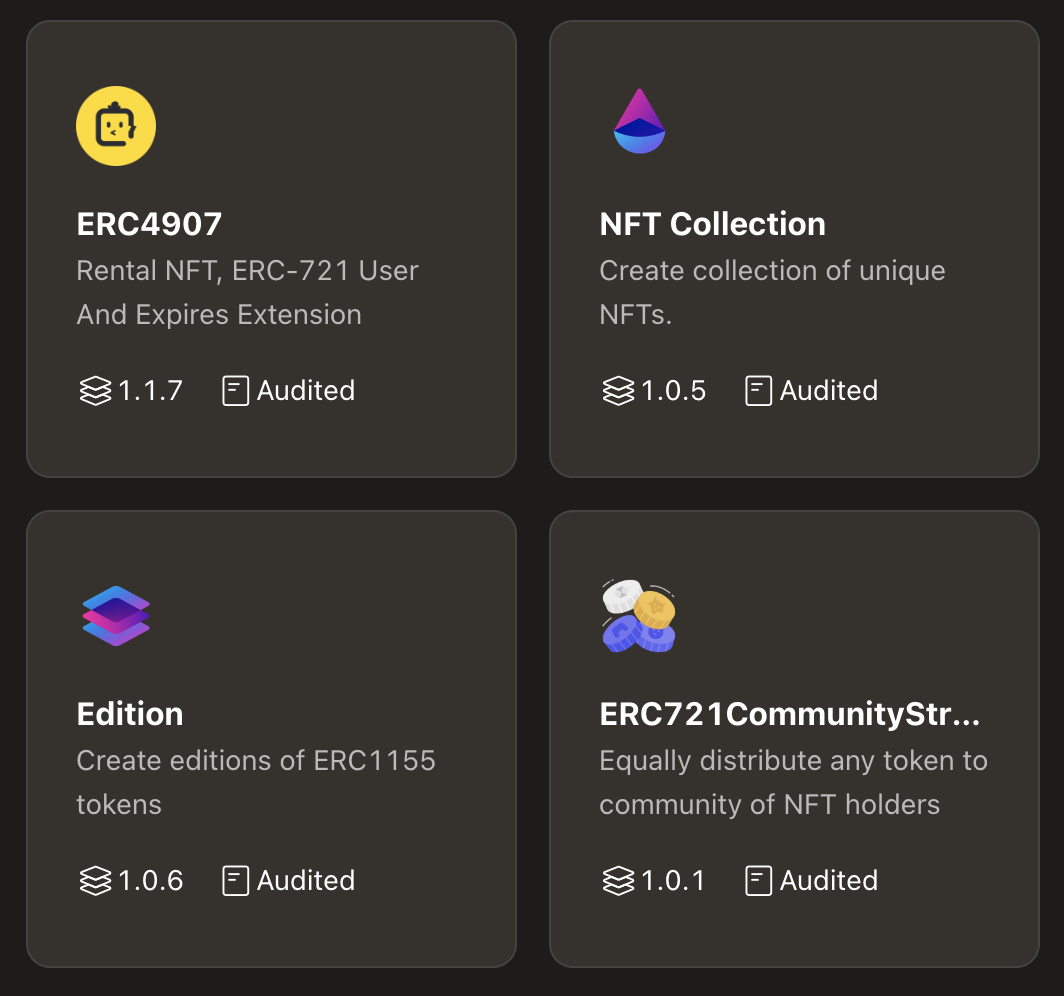 ERC4907
Rental NFT, ERC-721 User
And Expires Extension
1.1.7 Audited
NFT Collection
Create collection of unique
NFTs.
1.0.5 Audited
Edition
Create editions of ERC1155
tokens
1.0.6 Audited
ERC721CommunityStr...
Equally distribute any token to
community of NFT holders
1.0.1 Audited